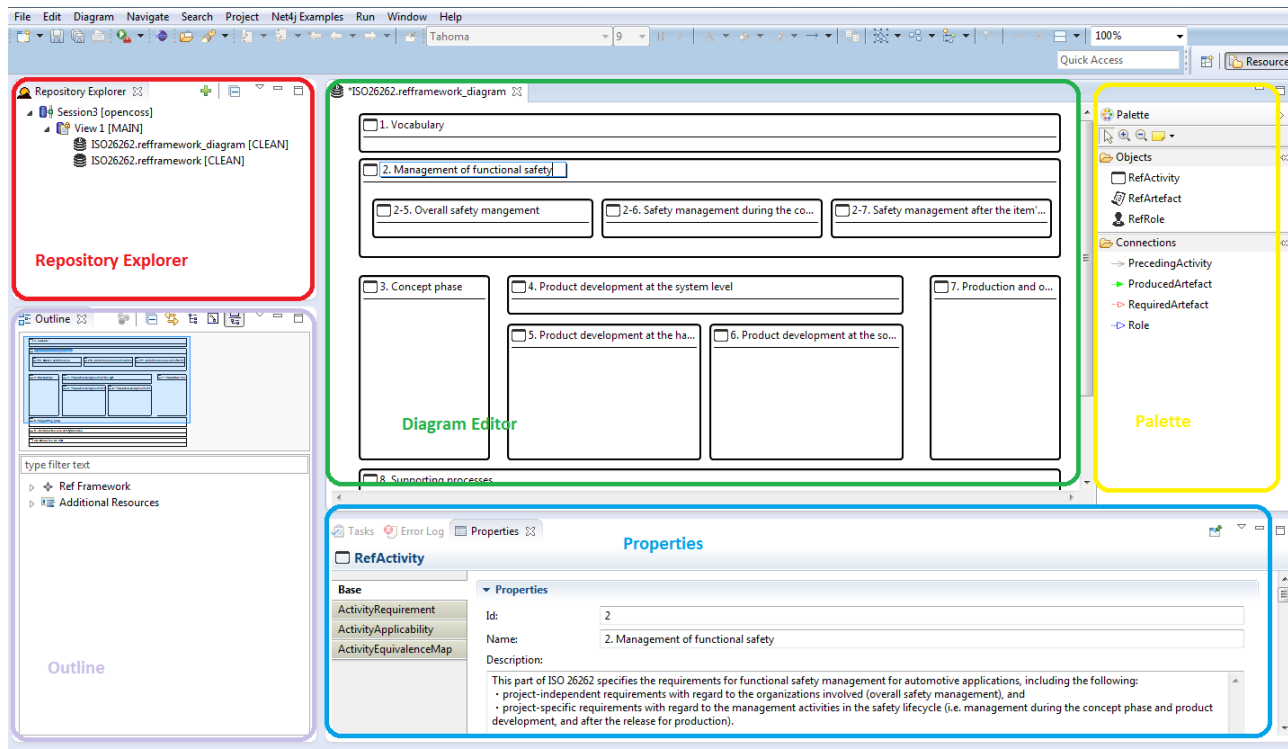 File Edit Diagram Navigate Search Project Net4j Examples Run Window Help
Tahoma 9 B I A 100%
Quick Access Resource
Repository Explorer
Session3 [opencoss]
View 1 [MAIN]
ISO26262.refframework_diagram [CLEAN]
ISO26262.refframework [CLEAN]
Repository Explorer
Outline
type filter text
Ref Framework
Additional Resources
Outline
*ISO26262.refframework_diagram
1. Vocabulary
2. Management of functional safety
2-5. Overall safety mangement
2-6. Safety management during the co...
2-7. Safety management after the item'...
3. Concept phase
4. Product development at the system level
7. Production and o...
5. Product development at the ha...
6. Product development at the so...
Diagram Editor
8. Supporting processes
Palette
Objects
RefActivity
RefArtefact
RefRole
Connections
PrecedingActivity
ProducedArtefact
RequiredArtefact
Role
Palette
Tasks Error Log Properties
Properties
RefActivity
Base
ActivityRequirement
ActivityApplicability
ActivityEquivalenceMap
Properties
Id: 2
Name: 2. Management of functional safety
Description:
This part of ISO 26262 specifies the requirements for functional safety management for automotive applications, including the following:
• project-independent requirements with regard to the organizations involved (overall safety management), and
• project-specific requirements with regard to the management activities in the safety lifecycle (i.e. management during the concept phase and product
development, and after the release for production).